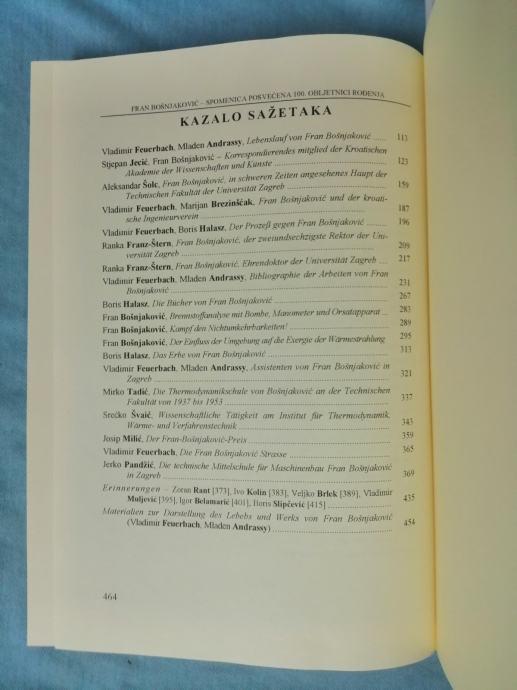 FRAN BOŠNJAKOVIĆ – SPOMENICA POSVEĆENA 100. OBLJETNICI ROĐENJA
KAZALO SAŽETAKA
Vladimir Feuerbach, Mladen Andrassy, Lebenslauf von Fran Bošnjaković ...... 113
Stjepan Jecić, Fran Bošnjaković – Korrespondierendes mitglied der Kroatischen
Akademie der Wissenschaften und Künste ...... 123
Aleksandar Šolc, Fran Bošnjaković, in schweren Zeiten angesehenes Haupt der
Technischen Fakultät der Universität Zagreb ...... 159
Vladimir Feuerbach, Marijan Brezinšćak, Fran Bošnjaković und der kroati-
sche Ingenieurverein ...... 187
Vladimir Feuerbach, Boris Halasz, Der Prozeß gegen Fran Bošnjaković ...... 196
Ranka Franz-Štern, Fran Bošnjaković, der zweiundsechzigste Rektor der Uni-
versität Zagreb ...... 209
Ranka Franz-Štern, Fran Bošnjaković, Ehrendoktor der Universität Zagreb ...... 217
Vladimir Feuerbach, Mladen Andrassy, Bibliographie der Arbeiten von Fran
Bošnjaković ...... 231
Boris Halasz, Die Bücher von Fran Bošnjaković ...... 267
Fran Bošnjaković, Brennstoffanalyse mit Bombe, Manometer und Orsatapparat ... 283
Fran Bošnjaković, Kampf den Nichtumkehrbarkeiten! ...... 289
Fran Bošnjaković, Der Einfluss der Umgebung auf die Exergie der Wärmestrahlung 295
Boris Halasz, Das Erbe von Fran Bošnjaković ...... 313
Vladimir Feuerbach, Mladen Andrassy, Assistenten von Fran Bošnjaković in
Zagreb ...... 321
Mirko Tadić, Die Thermodynamikschule von Bošnjaković an der Technischen
Fakultät von 1937 bis 1953 ...... 337
Srećko Švaić, Wissenschaftliche Tätigkeit am Institut für Thermodynamik,
Wärme- und Verfahrenstechnik ...... 343
Josip Milić, Der Fran-Bošnjaković-Preis ...... 359
Vladimir Feuerbach, Die Fran Bošnjaković Strasse ...... 365
Jerko Pandžić, Die technische Mittelschule für Maschinenbau Fran Bošnjaković
in Zagreb ...... 369
Erinnerungen – Zoran Rant [373], Ivo Kolin [383], Veljko Brlek [389], Vladimir
Muljević [395], Igor Belamarić [401], Boris Slipčević [415] ...... 435
Materialien zur Darstellung des Lebebs und Werks von Fran Bošnjaković
(Vladimir Feuerbach, Mladen Andrassy) ...... 454
464